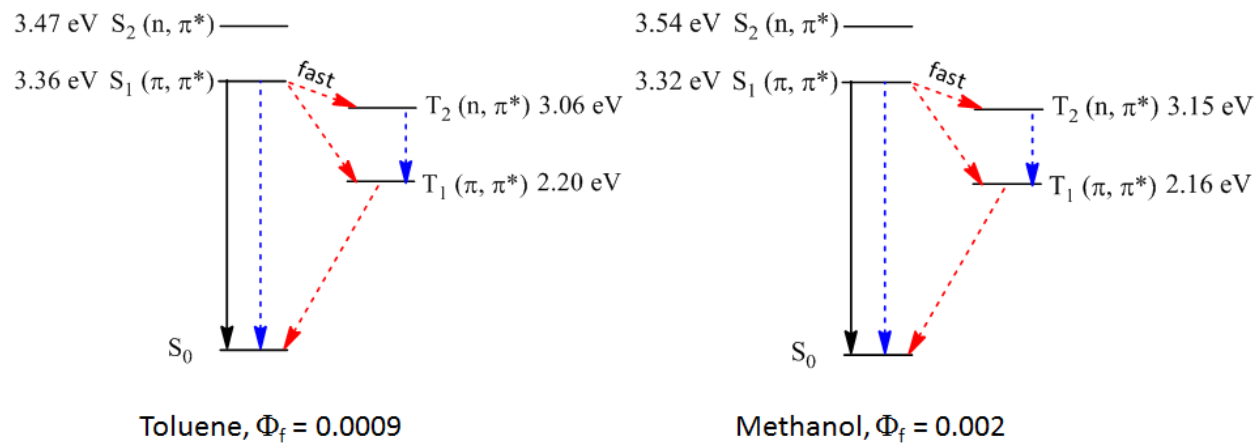 3.47 eV S₂ (n, π*)
3.36 eV S₁ (π, π*)
fast
T₂ (n, π*) 3.06 eV
T₁ (π, π*) 2.20 eV
S₀
Toluene, Φf = 0.0009
3.54 eV S₂ (n, π*)
3.32 eV S₁ (π, π*)
fast
T₂ (n, π*) 3.15 eV
T₁ (π, π*) 2.16 eV
S₀
Methanol, Φf = 0.002